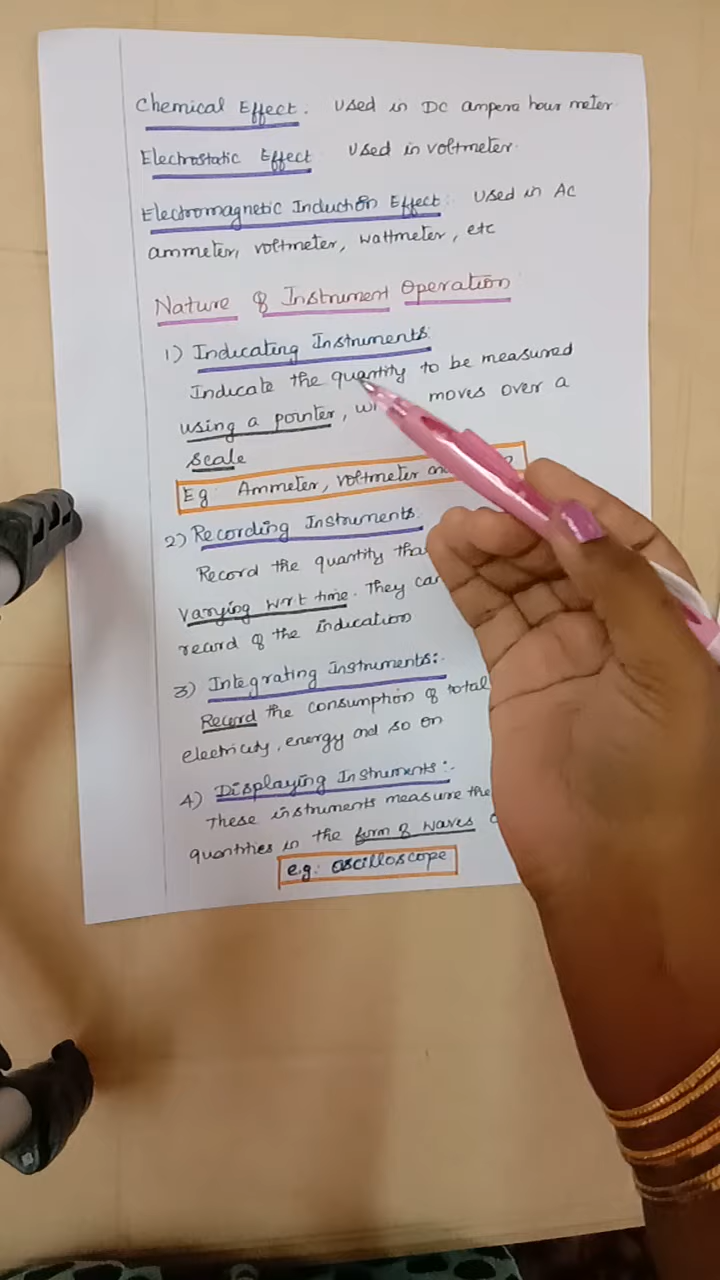 Chemical Effect. Used in DC ampere hour meter
Electrostatic Effect Used in voltmeter.
Electromagnetic Induction Effect: Used in AC
ammeter, voltmeter, wattmeter, etc
Nature of Instrument Operation
1) Indicating Instruments:
Indicate the quantity to be measured
using a pointer, moves over a
scale
Eg: Ammeter, voltmeter
2) Recording Instruments.
Record the quantity
varying wrt time. They
record of the indication
3) Integrating Instruments:-
Record the consumption of total
electricity, energy and so on
4) Displaying Instruments:-
These instruments measure the
quantities in the form of waves
e.g: oscilloscope